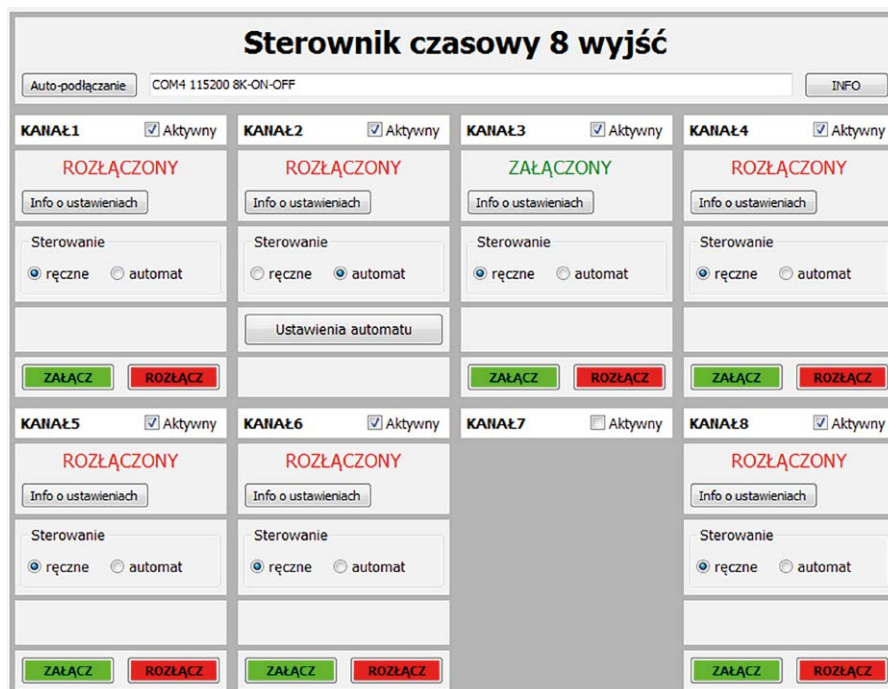 Sterownik czasowy 8 wyjść
Auto-podłączanie COM4 115200 8K-ON-OFF INFO
KANAŁ1 Aktywny KANAŁ2 Aktywny KANAŁ3 Aktywny KANAŁ4 Aktywny
ROZŁĄCZONY ROZŁĄCZONY ZAŁĄCZONY ROZŁĄCZONY
Info o ustawieniach Info o ustawieniach Info o ustawieniach Info o ustawieniach
Sterowanie Sterowanie Sterowanie Sterowanie
ręczne automat ręczne automat ręczne automat ręczne automat
Ustawienia automatu
ZAŁĄCZ ROZŁĄCZ ZAŁĄCZ ROZŁĄCZ ZAŁĄCZ ROZŁĄCZ
KANAŁ5 Aktywny KANAŁ6 Aktywny KANAŁ7 Aktywny KANAŁ8 Aktywny
ROZŁĄCZONY ROZŁĄCZONY ROZŁĄCZONY
Info o ustawieniach Info o ustawieniach Info o ustawieniach
Sterowanie Sterowanie Sterowanie
ręczne automat ręczne automat ręczne automat
ZAŁĄCZ ROZŁĄCZ ZAŁĄCZ ROZŁĄCZ ZAŁĄCZ ROZŁĄCZ